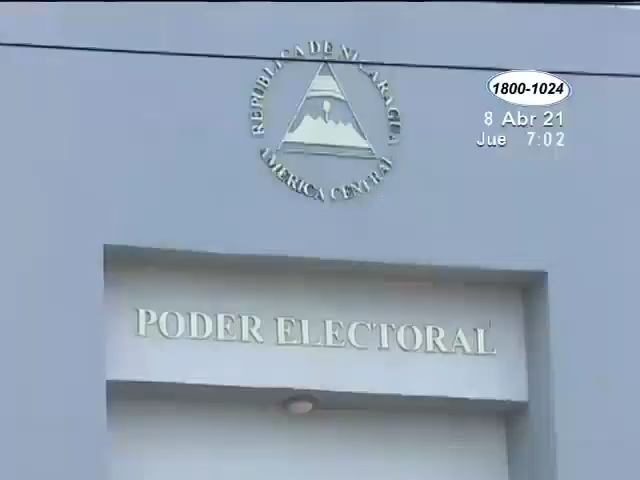 REPUBLICA DE NICARAGUA
AMERICA CENTRAL
1800-1024
8 Abr 21
Jue 7:02
PODER ELECTORAL